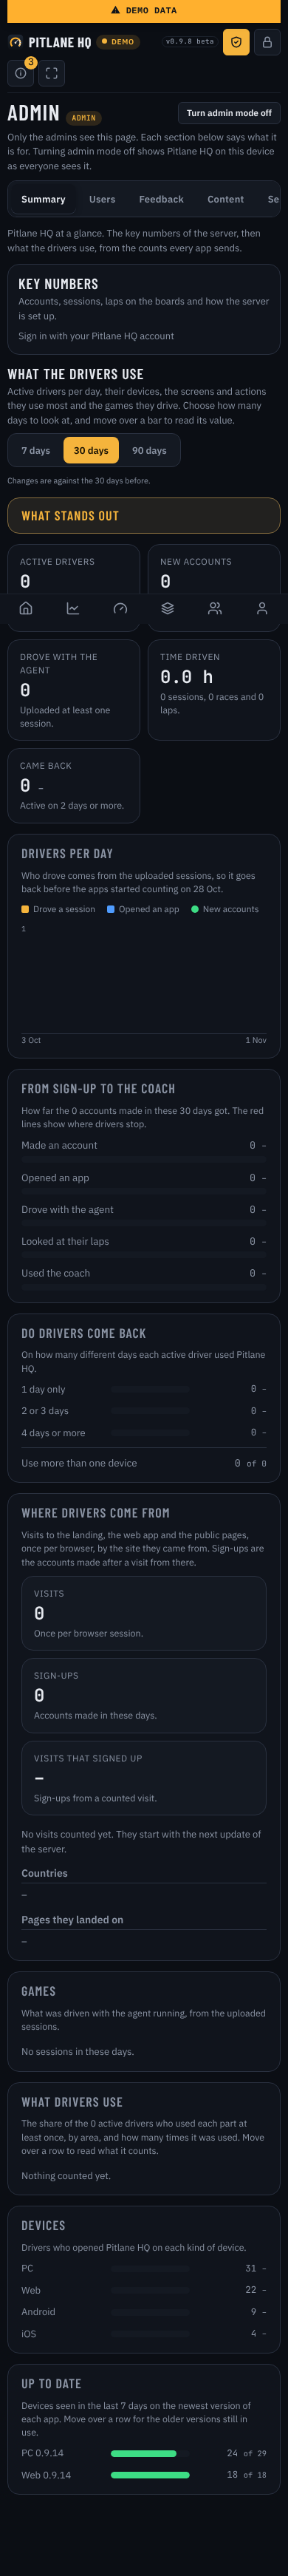 ▲ DEMO DATA
PITLANE HQ
DEMO
v0.9.8 beta
3
ADMIN
ADMIN
Turn admin mode off
Only the admins see this page. Each section below says what it
is for. Turning admin mode off shows Pitlane HQ on this device
as everyone sees it.
Summary
Users
Feedback
Content
Se
Pitlane HQ at a glance. The key numbers of the server, then
what the drivers use, from the counts every app sends.
KEY NUMBERS
Accounts, sessions, laps on the boards and how the server
is set up.
Sign in with your Pitlane HQ account
WHAT THE DRIVERS USE
Active drivers per day, their devices, the screens and actions
they use most and the games they drive. Choose how many
days to look at, and move over a bar to read its value.
7 days
30 days
90 days
Changes are against the 30 days before.
WHAT STANDS OUT
ACTIVE DRIVERS
0
NEW ACCOUNTS
0
DROVE WITH THE
AGENT
0
Uploaded at least one
session.
TIME DRIVEN
0.0 h
0 sessions, 0 races and 0
laps.
CAME BACK
0 –
Active on 2 days or more.
DRIVERS PER DAY
Who drove comes from the uploaded sessions, so it goes
back before the apps started counting on 28 Oct.
Drove a session
Opened an app
New accounts
1
3 Oct
1 Nov
FROM SIGN-UP TO THE COACH
How far the 0 accounts made in these 30 days got. The red
lines show where drivers stop.
Made an account 0 –
Opened an app 0 –
Drove with the agent 0 –
Looked at their laps 0 –
Used the coach 0 –
DO DRIVERS COME BACK
On how many different days each active driver used Pitlane
HQ.
1 day only 0 –
2 or 3 days 0 –
4 days or more 0 –
Use more than one device 0 of 0
WHERE DRIVERS COME FROM
Visits to the landing, the web app and the public pages,
once per browser, by the site they came from. Sign-ups are
the accounts made after a visit from there.
VISITS
0
Once per browser session.
SIGN-UPS
0
Accounts made in these days.
VISITS THAT SIGNED UP
–
Sign-ups from a counted visit.
No visits counted yet. They start with the next update of
the server.
Countries
–
Pages they landed on
–
GAMES
What was driven with the agent running, from the uploaded
sessions.
No sessions in these days.
WHAT DRIVERS USE
The share of the 0 active drivers who used each part at
least once, by area, and how many times it was used. Move
over a row to read what it counts.
Nothing counted yet.
DEVICES
Drivers who opened Pitlane HQ on each kind of device.
PC 31 –
Web 22 –
Android 9 –
iOS 4 –
UP TO DATE
Devices seen in the last 7 days on the newest version of
each app. Move over a row for the older versions still in
use.
PC 0.9.14 24 of 29
Web 0.9.14 18 of 18